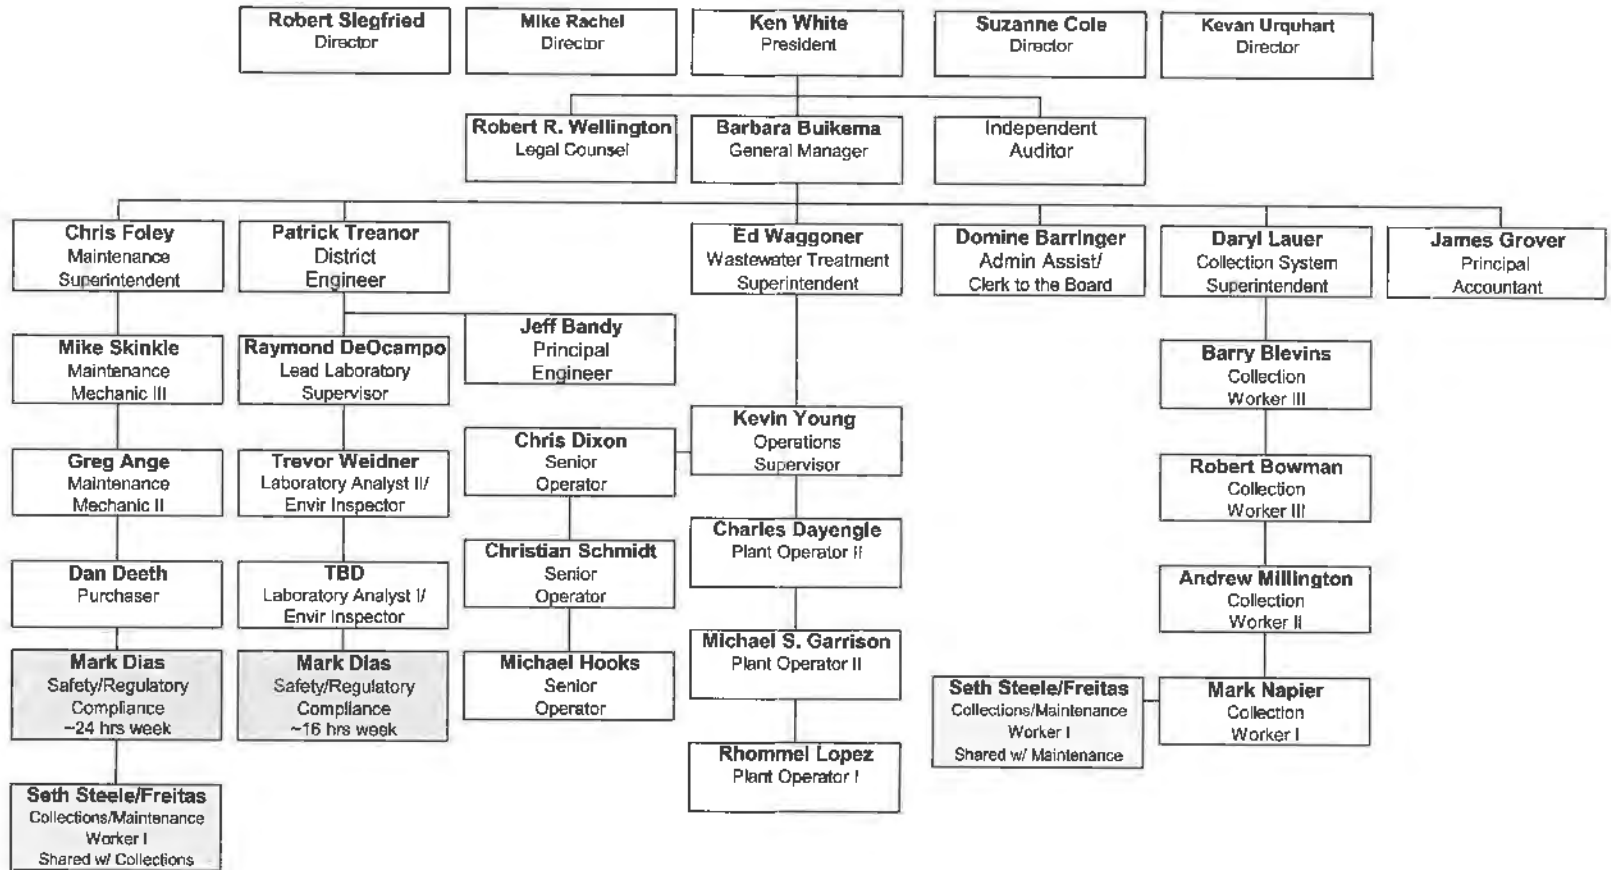 Robert Siegfried
Director
Mike Rachel
Director
Ken White
President
Suzanne Cole
Director
Kevan Urquhart
Director
Robert R. Wellington
Legal Counsel
Barbara Buikema
General Manager
Independent
Auditor
Chris Foley
Maintenance
Superintendent
Patrick Treanor
District
Engineer
Ed Waggoner
Wastewater Treatment
Superintendent
Domine Barringer
Admin Assist/
Clerk to the Board
Daryl Lauer
Collection System
Superintendent
James Grover
Principal
Accountant
Jeff Bandy
Principal
Engineer
Mike Skinkle
Maintenance
Mechanic III
Raymond DeOcampo
Lead Laboratory
Supervisor
Barry Blevins
Collection
Worker III
Kevin Young
Operations
Supervisor
Chris Dixon
Senior
Operator
Greg Ange
Maintenance
Mechanic II
Trevor Weidner
Laboratory Analyst II/
Envir Inspector
Robert Bowman
Collection
Worker III
Charles Dayengle
Plant Operator II
Christian Schmidt
Senior
Operator
Dan Deeth
Purchaser
TBD
Laboratory Analyst I/
Envir Inspector
Andrew Millington
Collection
Worker II
Michael S. Garrison
Plant Operator II
Mark Dias
Safety/Regulatory
Compliance
~24 hrs week
Mark Dias
Safety/Regulatory
Compliance
~16 hrs week
Michael Hooks
Senior
Operator
Seth Steele/Freitas
Collections/Maintenance
Worker I
Shared w/ Maintenance
Mark Napier
Collection
Worker I
Rhommel Lopez
Plant Operator I
Seth Steele/Freitas
Collections/Maintenance
Worker I
Shared w/ Collections